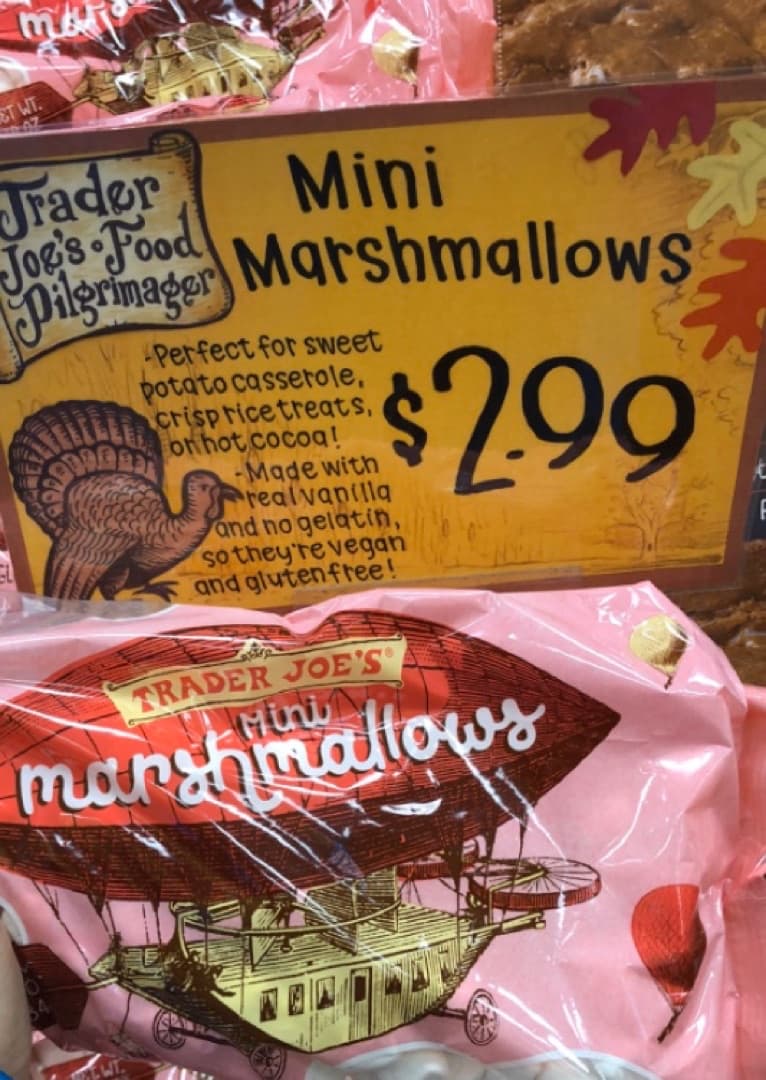 Trader
Joe's • Food
Pilgrimager
Mini
Marshmallows
-Perfect for sweet
potato casserole,
crisp rice treats,
or hot cocoa!
$2.99
-Made with
real vanilla
and no gelatin,
so they're vegan
and gluten free!
TRADER JOE'S®
Mini
marshmallows